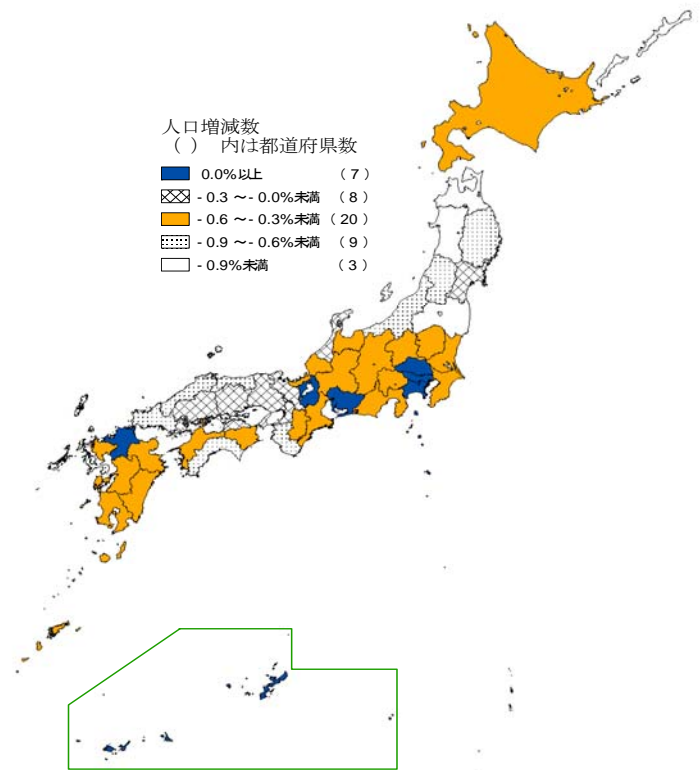 人口増減数
（ ） 内は都道府県数
0.0%以上 （ 7 ）
- 0.3 ～- 0.0%未満 （ 8 ）
- 0.6 ～- 0.3%未満 （ 20 ）
- 0.9 ～- 0.6%未満 （ 9 ）
- 0.9%未満 （ 3 ）